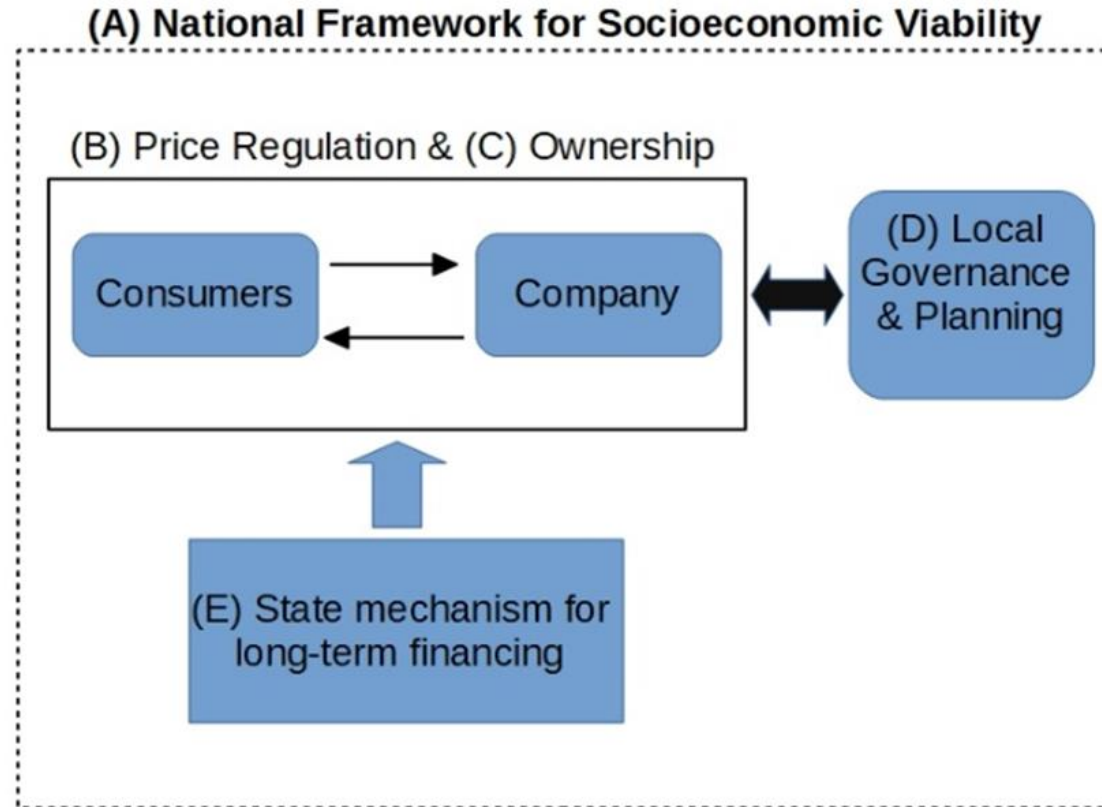 (A) National Framework for Socioeconomic Viability
(B) Price Regulation & (C) Ownership
Consumers
Company
(D) Local
Governance
& Planning
(E) State mechanism for
long-term financing